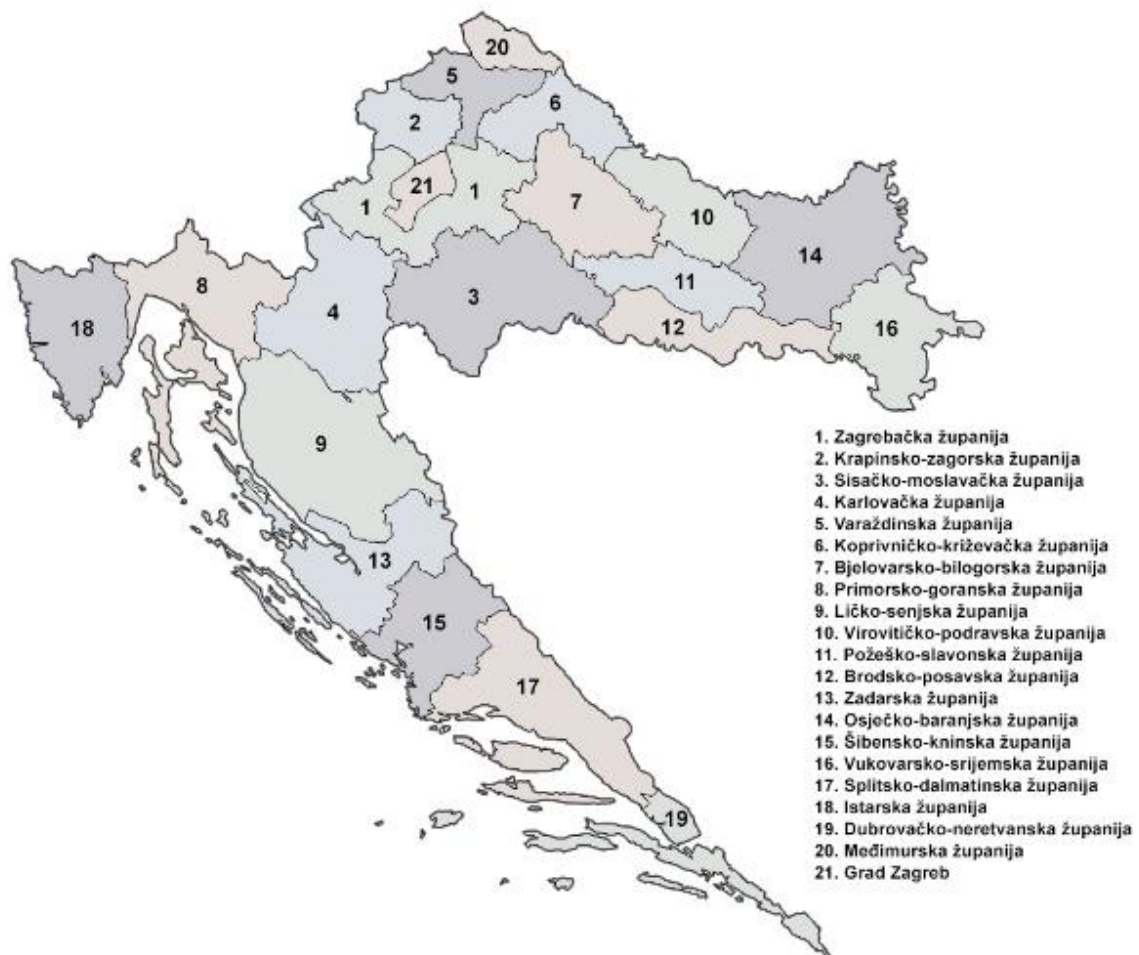 20
5
6
2
21
1
1
7
10
14
8
11
3
4
18
12
16
9
13
15
17
19
1. Zagrebačka županija
2. Krapinsko-zagorska županija
3. Sisačko-moslavačka županija
4. Karlovačka županija
5. Varaždinska županija
6. Koprivničko-križevačka županija
7. Bjelovarsko-bilogorska županija
8. Primorsko-goranska županija
9. Ličko-senjska županija
10. Virovitičko-podravska županija
11. Požeško-slavonska županija
12. Brodsko-posavska županija
13. Zadarska županija
14. Osječko-baranjska županija
15. Šibensko-kninska županija
16. Vukovarsko-srijemska županija
17. Splitsko-dalmatinska županija
18. Istarska županija
19. Dubrovačko-neretvanska županija
20. Međimurska županija
21. Grad Zagreb